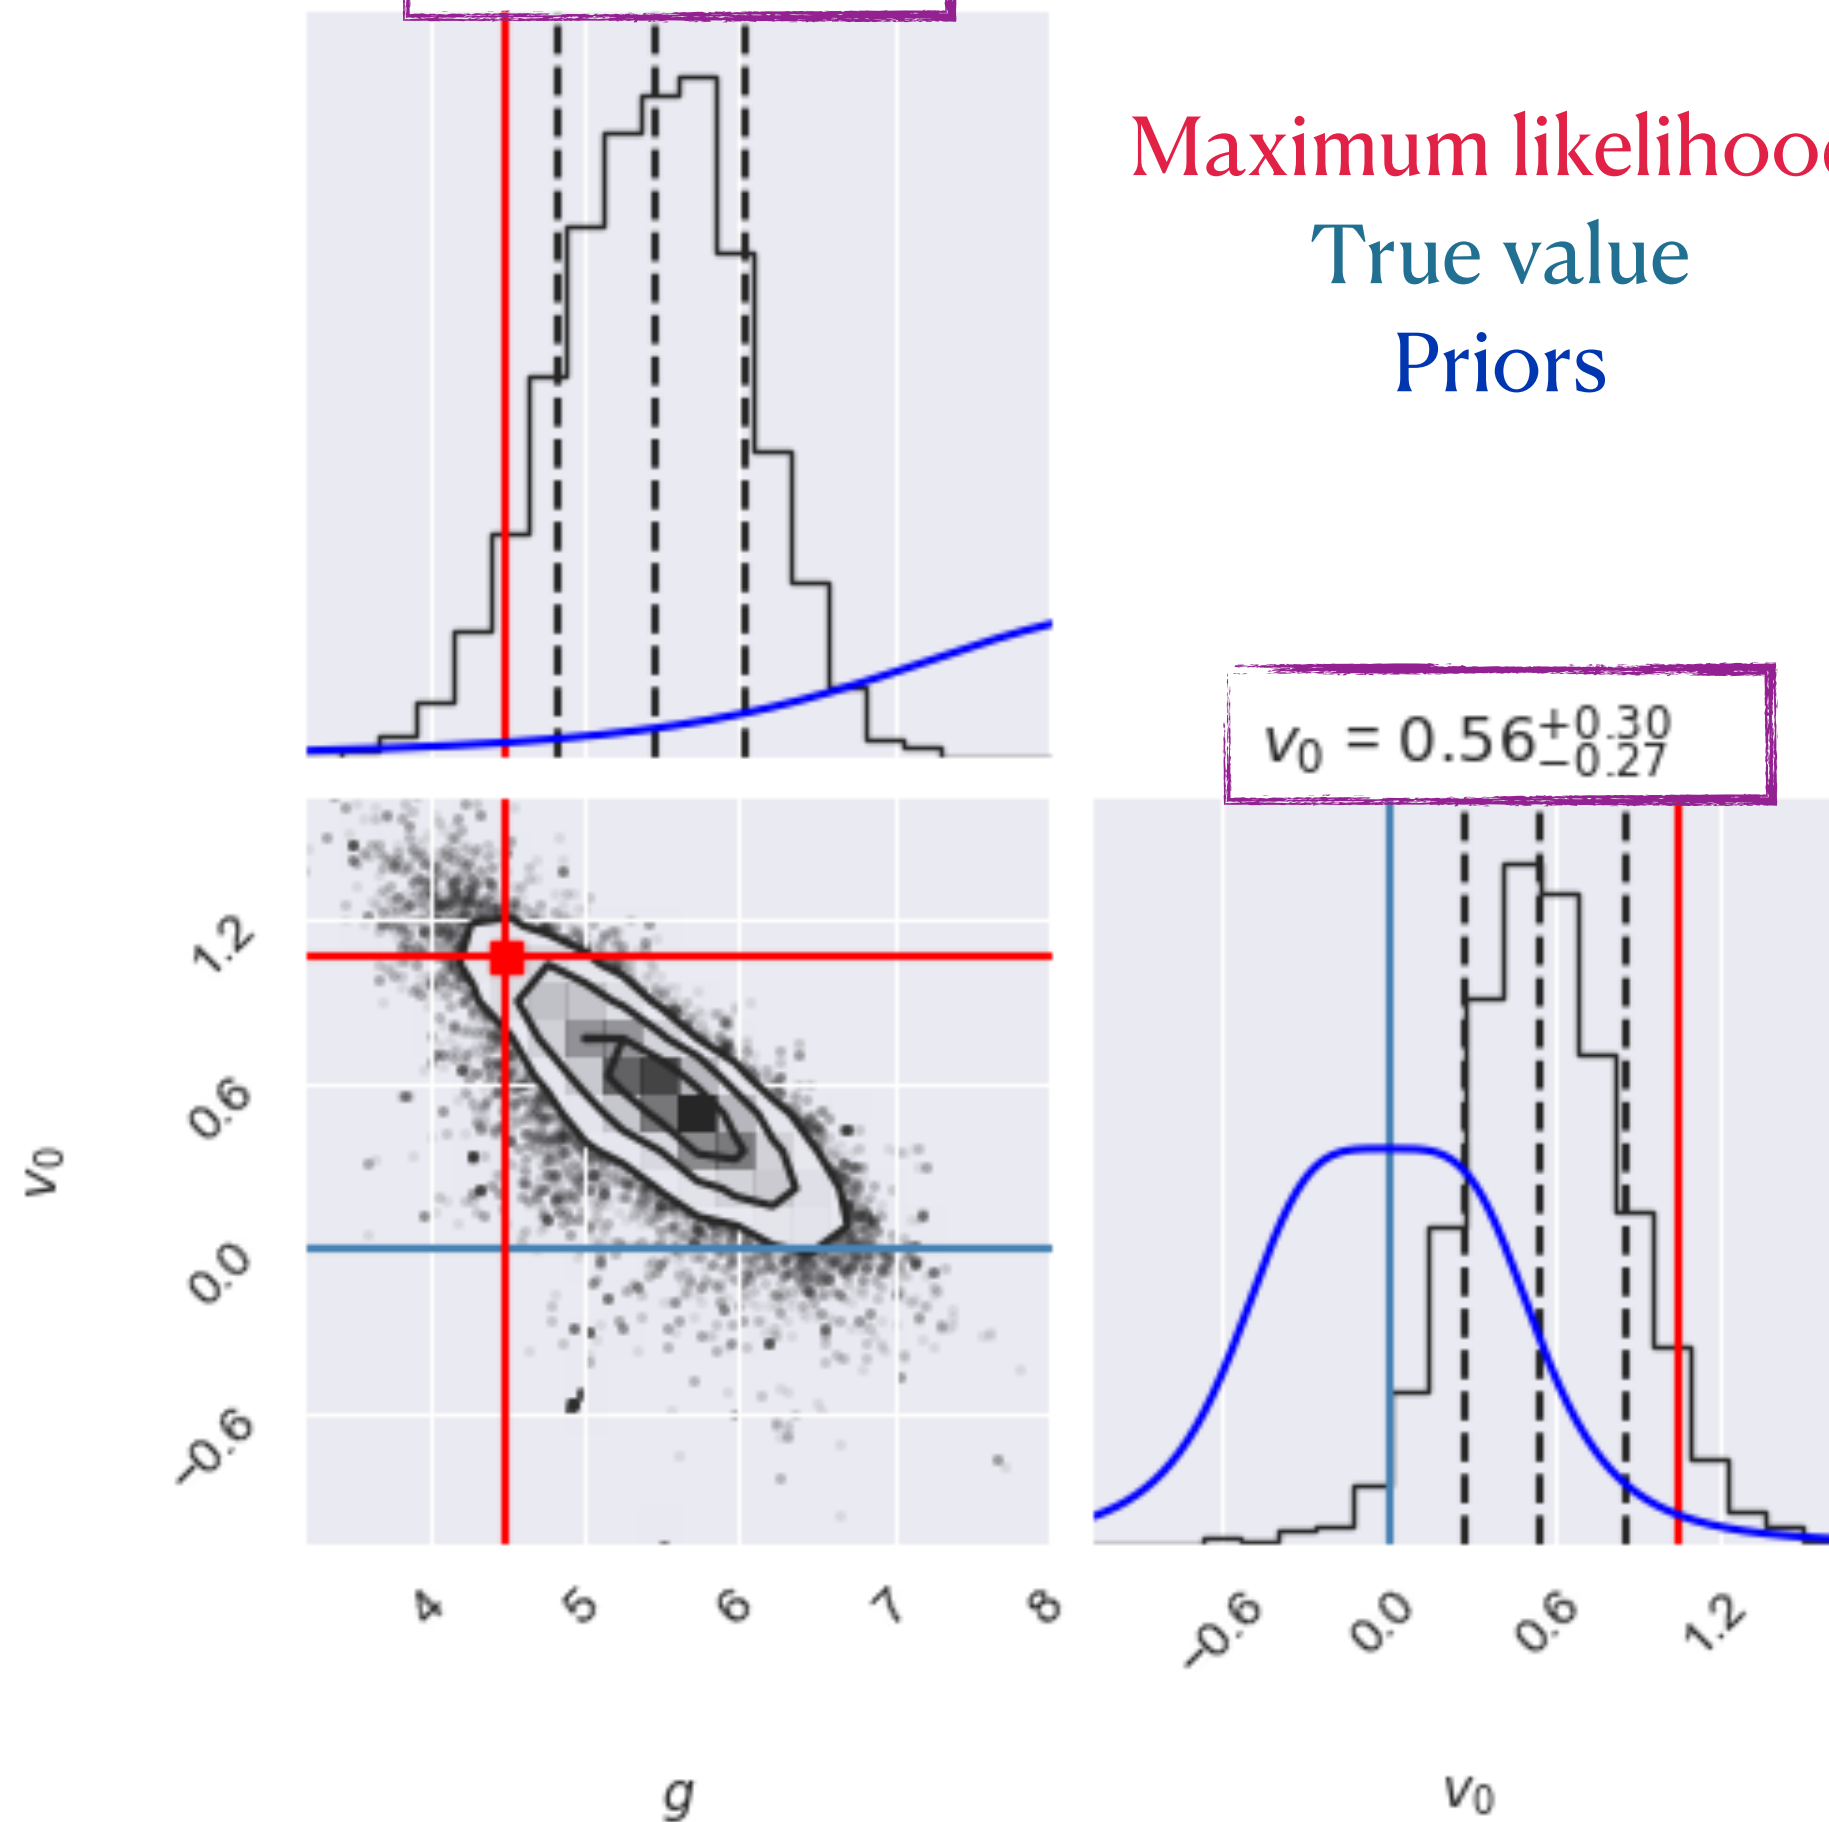 Maximum likelihood
True value
Priors
v₀ = 0.56 +0.30 −0.27
1.2
0.6
0.0
−0.6
v₀
4 5 6 7 8
g
−0.6 0.0 0.6 1.2
v₀